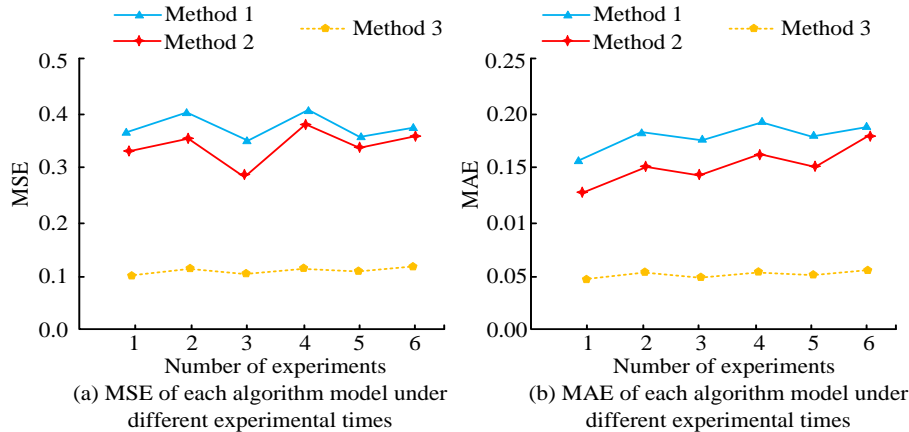 Method 1
Method 2
Method 3
0.5
0.4
0.3
0.2
0.1
0.0
MSE
1 2 3 4 5 6
Number of experiments
(a) MSE of each algorithm model under
different experimental times
Method 1
Method 2
Method 3
0.25
0.20
0.15
0.01
0.05
0.00
MAE
1 2 3 4 5 6
Number of experiments
(b) MAE of each algorithm model under
different experimental times